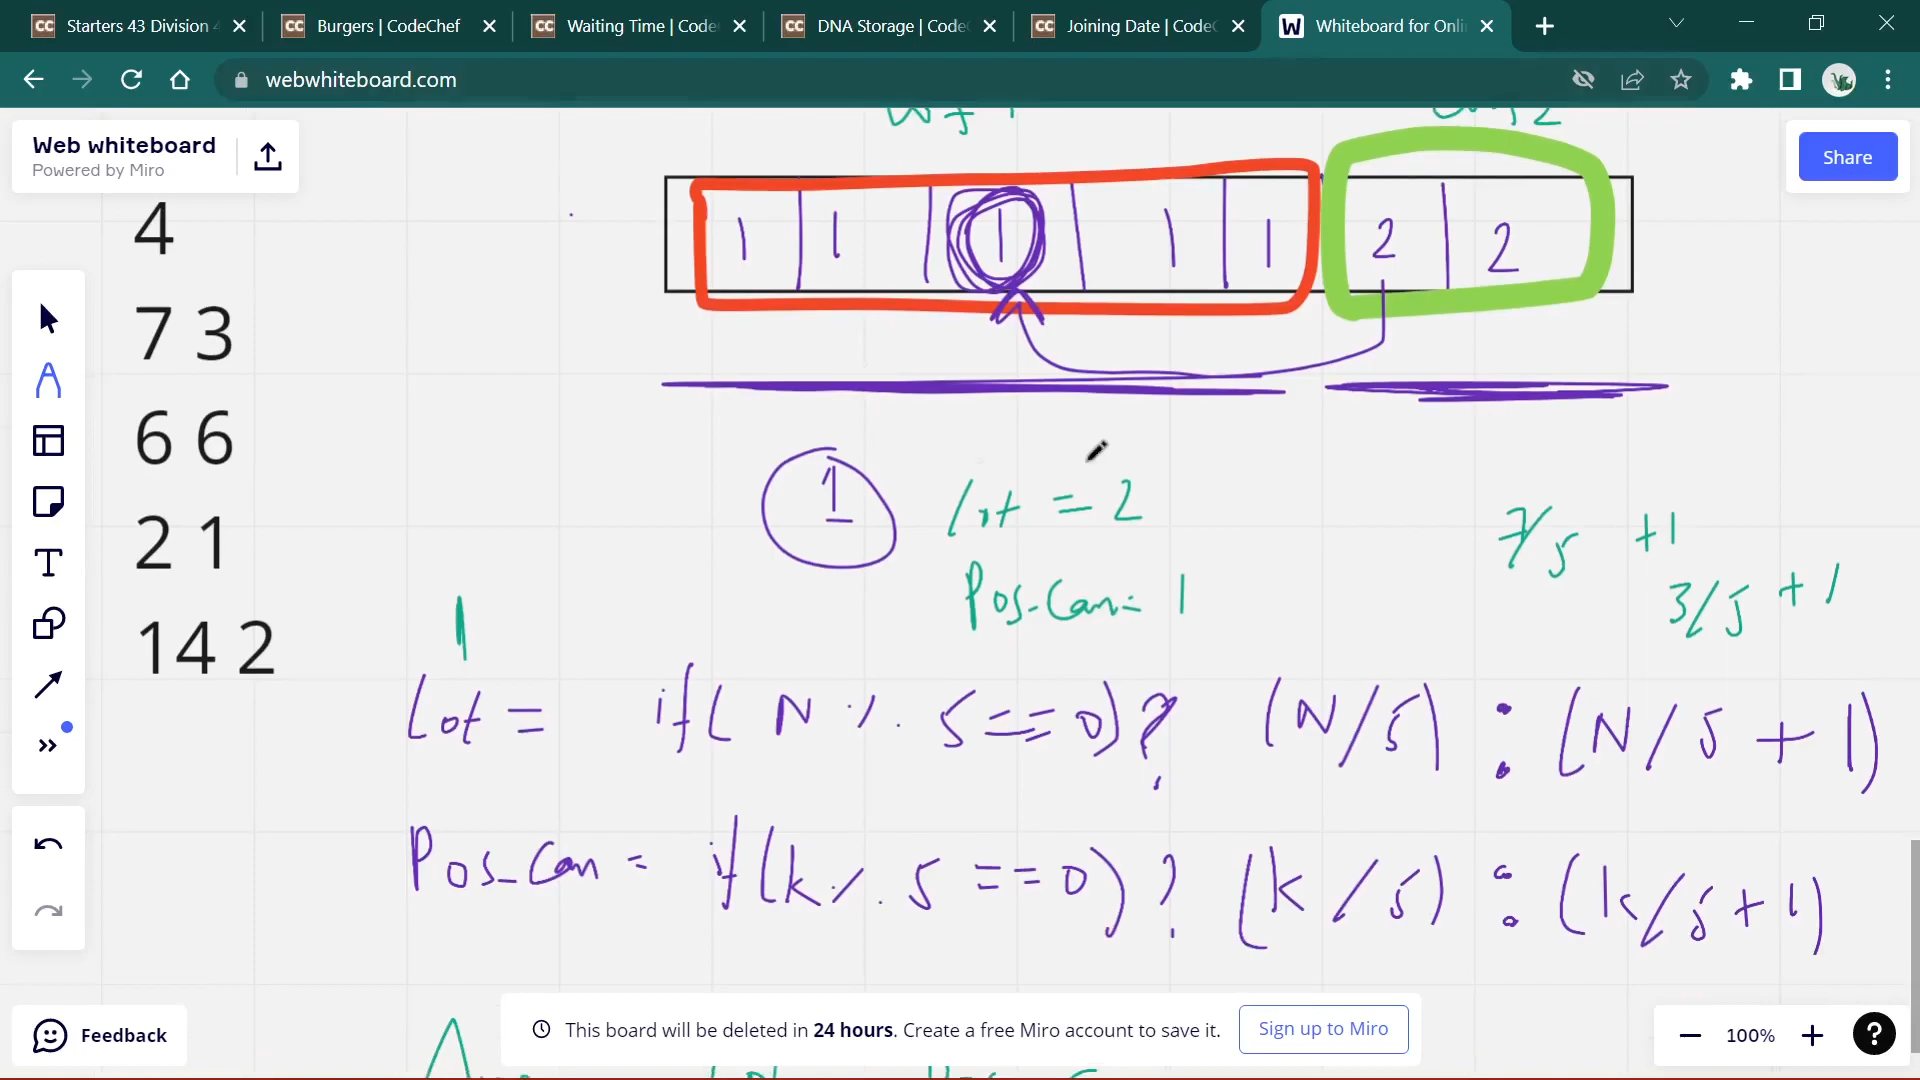 Starters 43 Division 4
Burgers | CodeChef
Waiting Time | Code
DNA Storage | CodeC
Joining Date | CodeC
Whiteboard for Onli
webwhiteboard.com
Web whiteboard
Powered by Miro
Share
4
7 3
6 6
2 1
14 2
1 1 1 1 1 2 2
1
Lot = 2
Pos_Can = 1
7/5 +1
3/5 + 1
1
Lot = if( N % 5 == 0) ? (N/5) : (N/5 + 1)
Pos_Can = if(k % 5 == 0) ? (k/5) : (k/5+1)
Feedback
This board will be deleted in 24 hours. Create a free Miro account to save it.
Sign up to Miro
100%